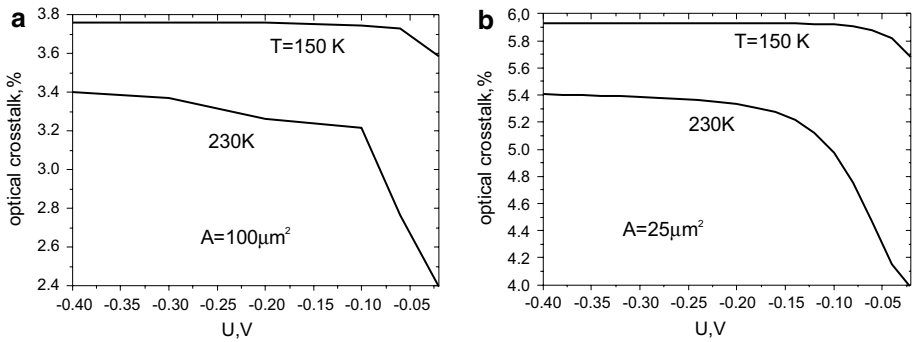 a
optical crosstalk,%
3.8
3.6
3.2
3.0
2.8
2.4
T=150 K
230K
A=100μm²
-0.40 -0.35 -0.30 -0.25 -0.20 -0.15 -0.10 -0.05
U,V
b
optical crosstalk,%
6.0
5.8
5.6
5.4
5.2
5.0
4.8
4.6
4.4
4.2
4.0
T=150 K
230K
A=25μm²
-0.40 -0.35 -0.30 -0.25 -0.20 -0.15 -0.10 -0.05
U,V